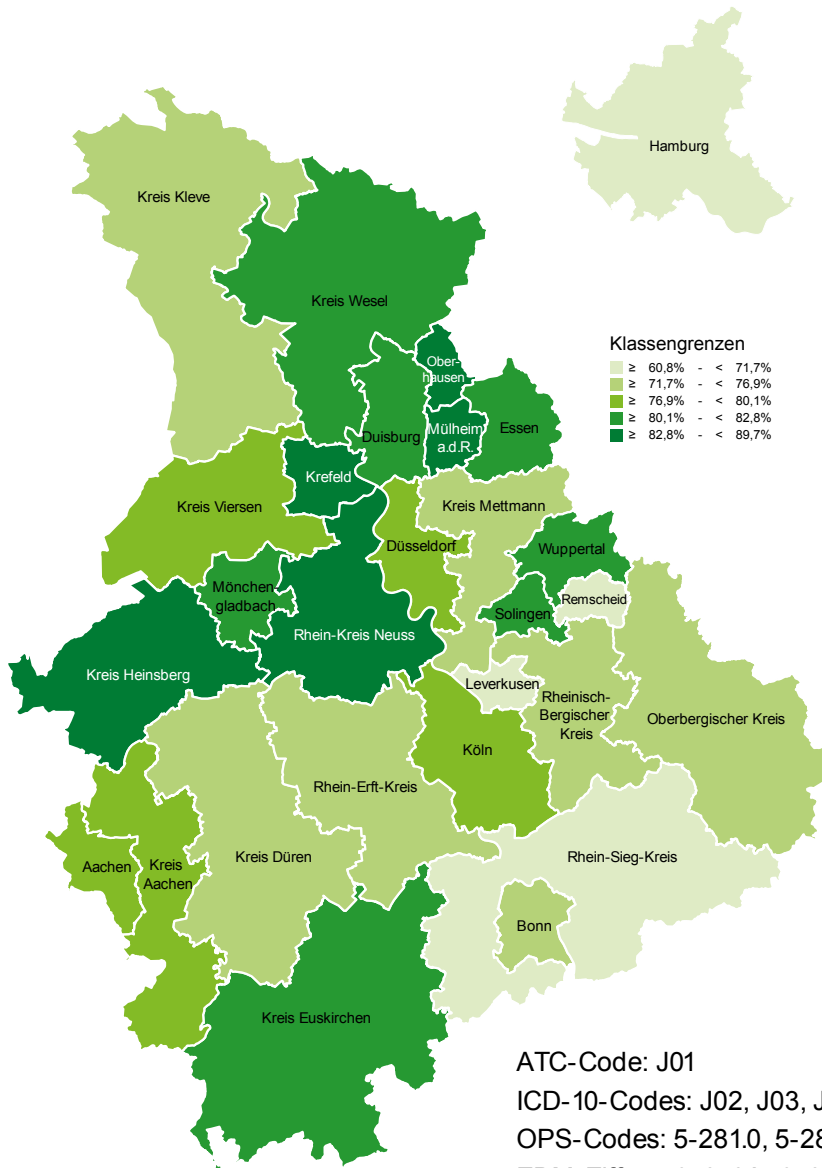 Hamburg
Kreis Kleve
Kreis Wesel
Klassengrenzen
≥ 60,8% - < 71,7%
≥ 71,7% - < 76,9%
≥ 76,9% - < 80,1%
≥ 80,1% - < 82,8%
≥ 82,8% - < 89,7%
Ober-
hausen
Duisburg
Mülheim
a.d.R.
Essen
Krefeld
Kreis Viersen
Kreis Mettmann
Düsseldorf
Wuppertal
Mönchen-
gladbach
Remscheid
Solingen
Rhein-Kreis Neuss
Kreis Heinsberg
Leverkusen
Rheinisch-
Bergischer
Kreis
Oberbergischer Kreis
Köln
Rhein-Erft-Kreis
Kreis Düren
Aachen
Kreis
Aachen
Rhein-Sieg-Kreis
Bonn
Kreis Euskirchen
ATC-Code: J01
ICD-10-Codes: J02, J03, J
OPS-Codes: 5-281.0, 5-28